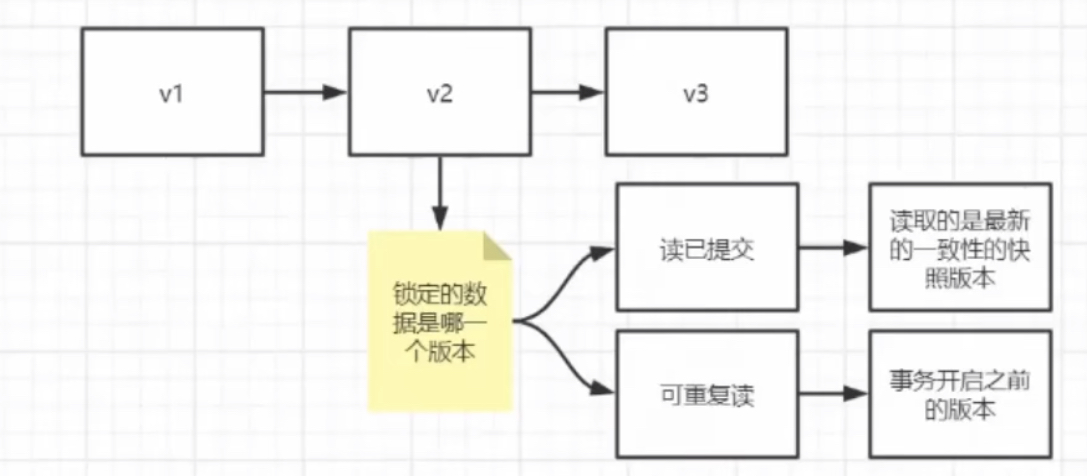 v1
v2
v3
锁定的数
据是哪一
个版本
读已提交
读取的是最新
的一致性的快
照版本
可重复读
事务开启之前
的版本